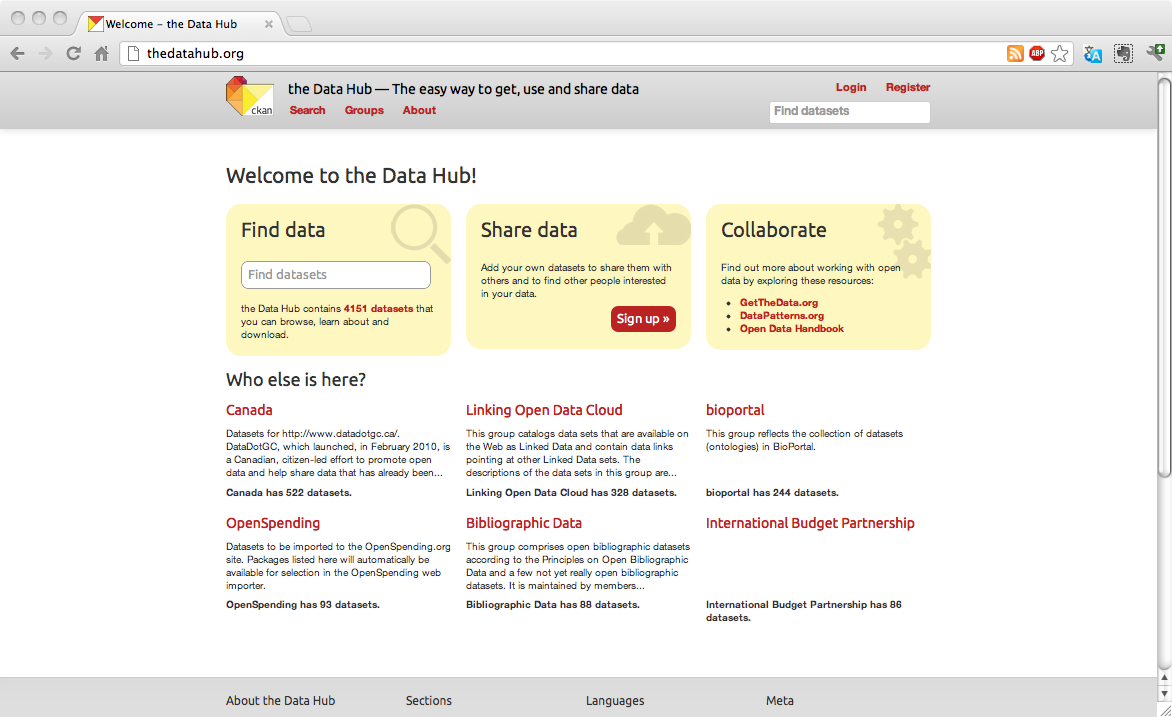 Welcome – the Data Hub
thedatahub.org
ABP
ckan
the Data Hub — The easy way to get, use and share data
Login Register
Search Groups About
Find datasets
Welcome to the Data Hub!
Find data
Find datasets
the Data Hub contains 4151 datasets that
you can browse, learn about and
download.
Share data
Add your own datasets to share them with
others and to find other people interested
in your data.
Sign up »
Collaborate
Find out more about working with open
data by exploring these resources:
GetTheData.org
DataPatterns.org
Open Data Handbook
Who else is here?
Canada
Datasets for http://www.datadotgc.ca/.
DataDotGC, which launched, in February 2010, is
a Canadian, citizen-led effort to promote open
data and help share data that has already been...
Canada has 522 datasets.
Linking Open Data Cloud
This group catalogs data sets that are available on
the Web as Linked Data and contain data links
pointing at other Linked Data sets. The
descriptions of the data sets in this group are...
Linking Open Data Cloud has 328 datasets.
bioportal
This group reflects the collection of datasets
(ontologies) in BioPortal.
bioportal has 244 datasets.
OpenSpending
Datasets to be imported to the OpenSpending.org
site. Packages listed here will automatically be
available for selection in the OpenSpending web
importer.
OpenSpending has 93 datasets.
Bibliographic Data
This group comprises open bibliographic datasets
according to the Principles on Open Bibliographic
Data and a few not yet really open bibliographic
datasets. It is maintained by members...
Bibliographic Data has 88 datasets.
International Budget Partnership
International Budget Partnership has 86
datasets.
About the Data Hub
Sections
Languages
Meta